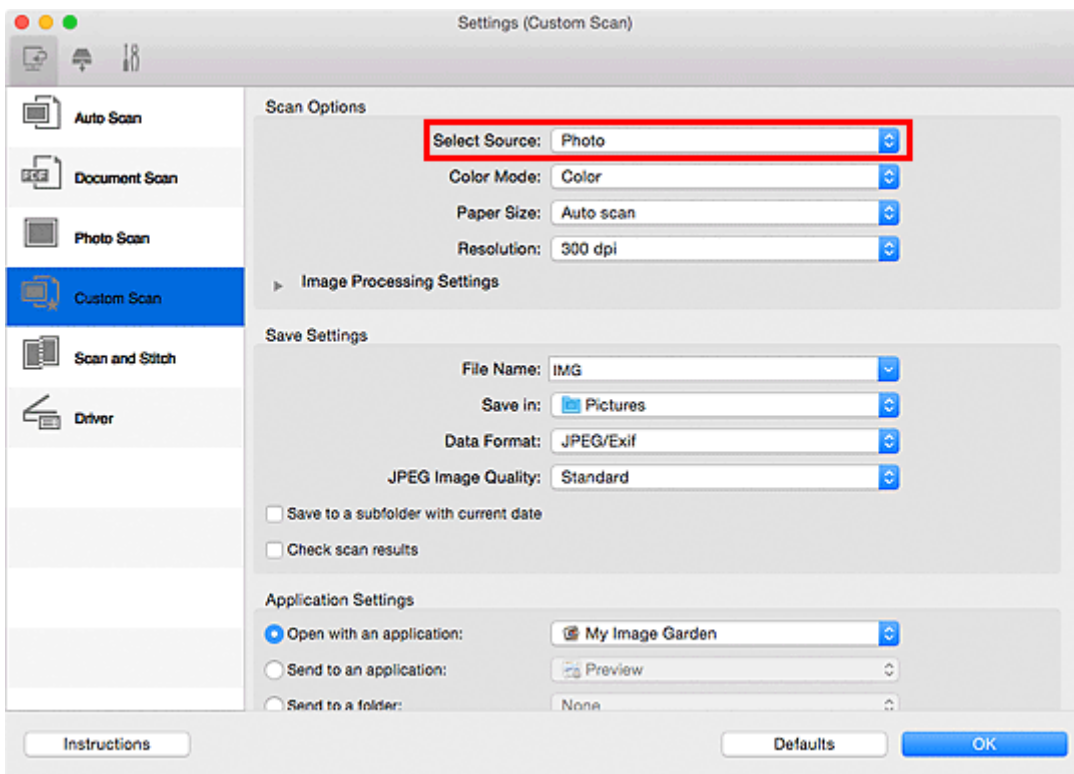 Settings (Custom Scan)
Auto Scan
Document Scan
Photo Scan
Custom Scan
Scan and Stitch
Driver
Scan Options
Select Source: Photo
Color Mode: Color
Paper Size: Auto scan
Resolution: 300 dpi
Image Processing Settings
Save Settings
File Name: IMG
Save in: Pictures
Data Format: JPEG/Exif
JPEG Image Quality: Standard
Save to a subfolder with current date
Check scan results
Application Settings
Open with an application: My Image Garden
Send to an application: Preview
Send to a folder: None
Instructions Defaults OK